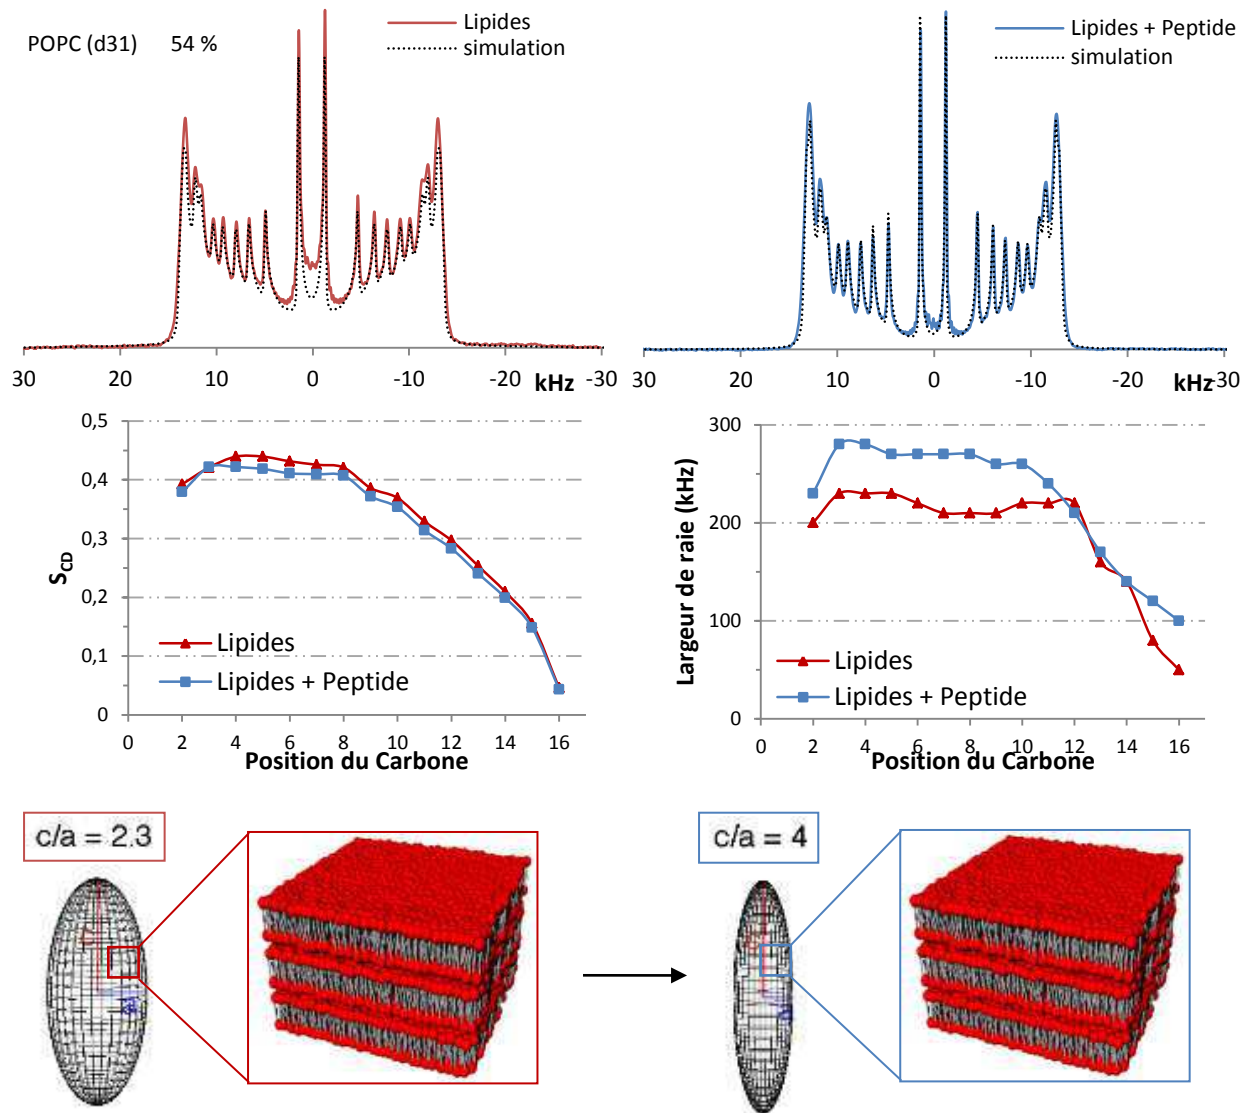 POPC (d31) 54 %
Lipides
simulation
30 20 10 0 -10 -20 -30
kHz
Lipides + Peptide
simulation
30 20 10 0 -10 -20 -30
kHz
0,5
0,4
0,3
0,2
0,1
0
S_CD
Lipides
Lipides + Peptide
0 2 4 6 8 10 12 14 16
Position du Carbone
300
200
100
0
Largeur de raie (kHz)
Lipides
Lipides + Peptide
0 2 4 6 8 10 12 14 16
Position du Carbone
c/a = 2.3
c/a = 4